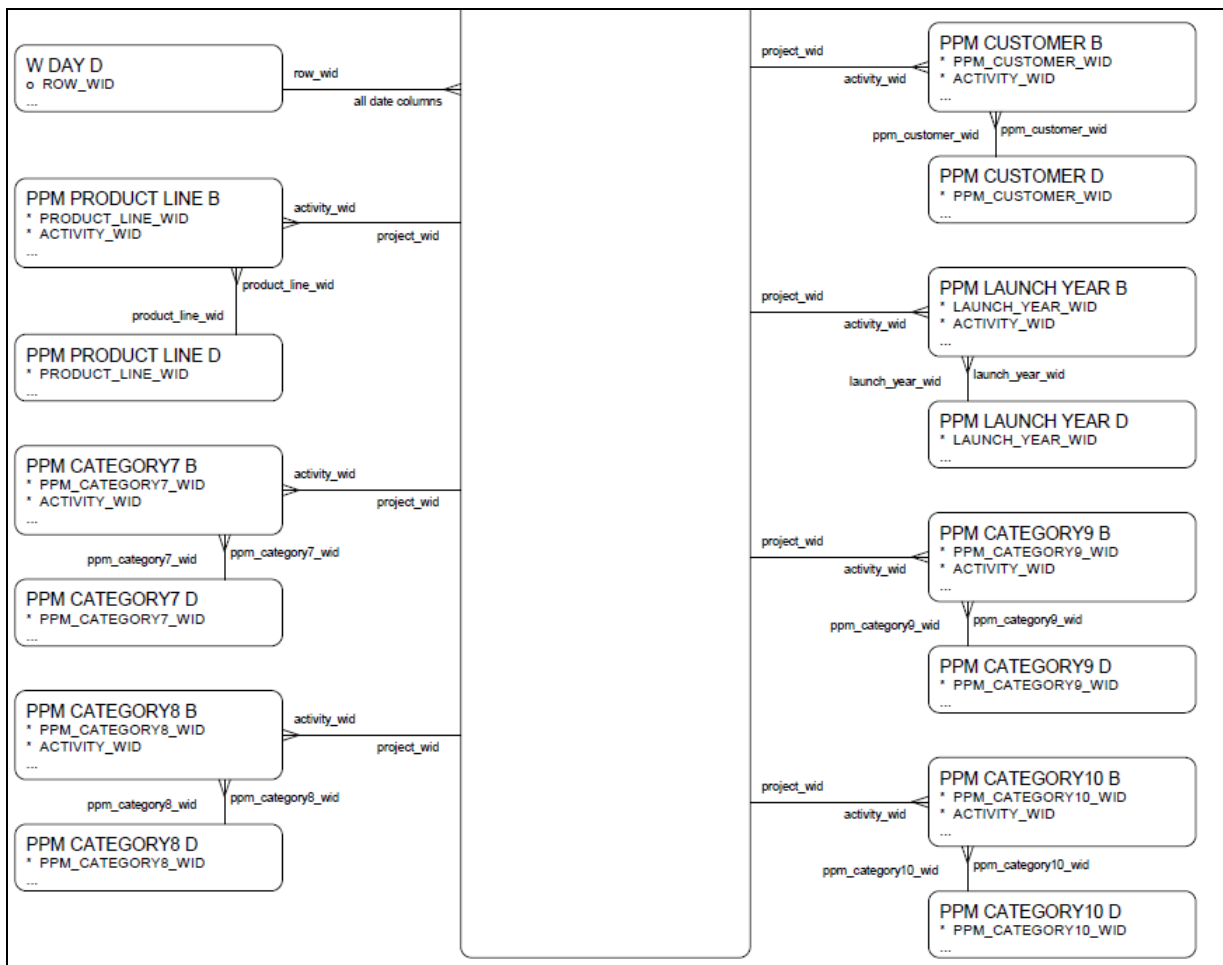 W DAY D
o ROW_WID
...
row_wid
all date columns
PPM PRODUCT LINE B
* PRODUCT_LINE_WID
* ACTIVITY_WID
...
activity_wid
project_wid
product_line_wid
product_line_wid
PPM PRODUCT LINE D
* PRODUCT_LINE_WID
...
PPM CATEGORY7 B
* PPM_CATEGORY7_WID
* ACTIVITY_WID
...
activity_wid
project_wid
ppm_category7_wid
ppm_category7_wid
PPM CATEGORY7 D
* PPM_CATEGORY7_WID
...
PPM CATEGORY8 B
* PPM_CATEGORY8_WID
* ACTIVITY_WID
...
activity_wid
project_wid
ppm_category8_wid
ppm_category8_wid
PPM CATEGORY8 D
* PPM_CATEGORY8_WID
...
project_wid
activity_wid
PPM CUSTOMER B
* PPM_CUSTOMER_WID
* ACTIVITY_WID
...
ppm_customer_wid
ppm_customer_wid
PPM CUSTOMER D
* PPM_CUSTOMER_WID
...
project_wid
activity_wid
PPM LAUNCH YEAR B
* LAUNCH_YEAR_WID
* ACTIVITY_WID
...
launch_year_wid
launch_year_wid
PPM LAUNCH YEAR D
* LAUNCH_YEAR_WID
...
project_wid
activity_wid
PPM CATEGORY9 B
* PPM_CATEGORY9_WID
* ACTIVITY_WID
...
ppm_category9_wid
ppm_category9_wid
PPM CATEGORY9 D
* PPM_CATEGORY9_WID
...
project_wid
activity_wid
PPM CATEGORY10 B
* PPM_CATEGORY10_WID
* ACTIVITY_WID
...
ppm_category10_wid
ppm_category10_wid
PPM CATEGORY10 D
* PPM_CATEGORY10_WID
...